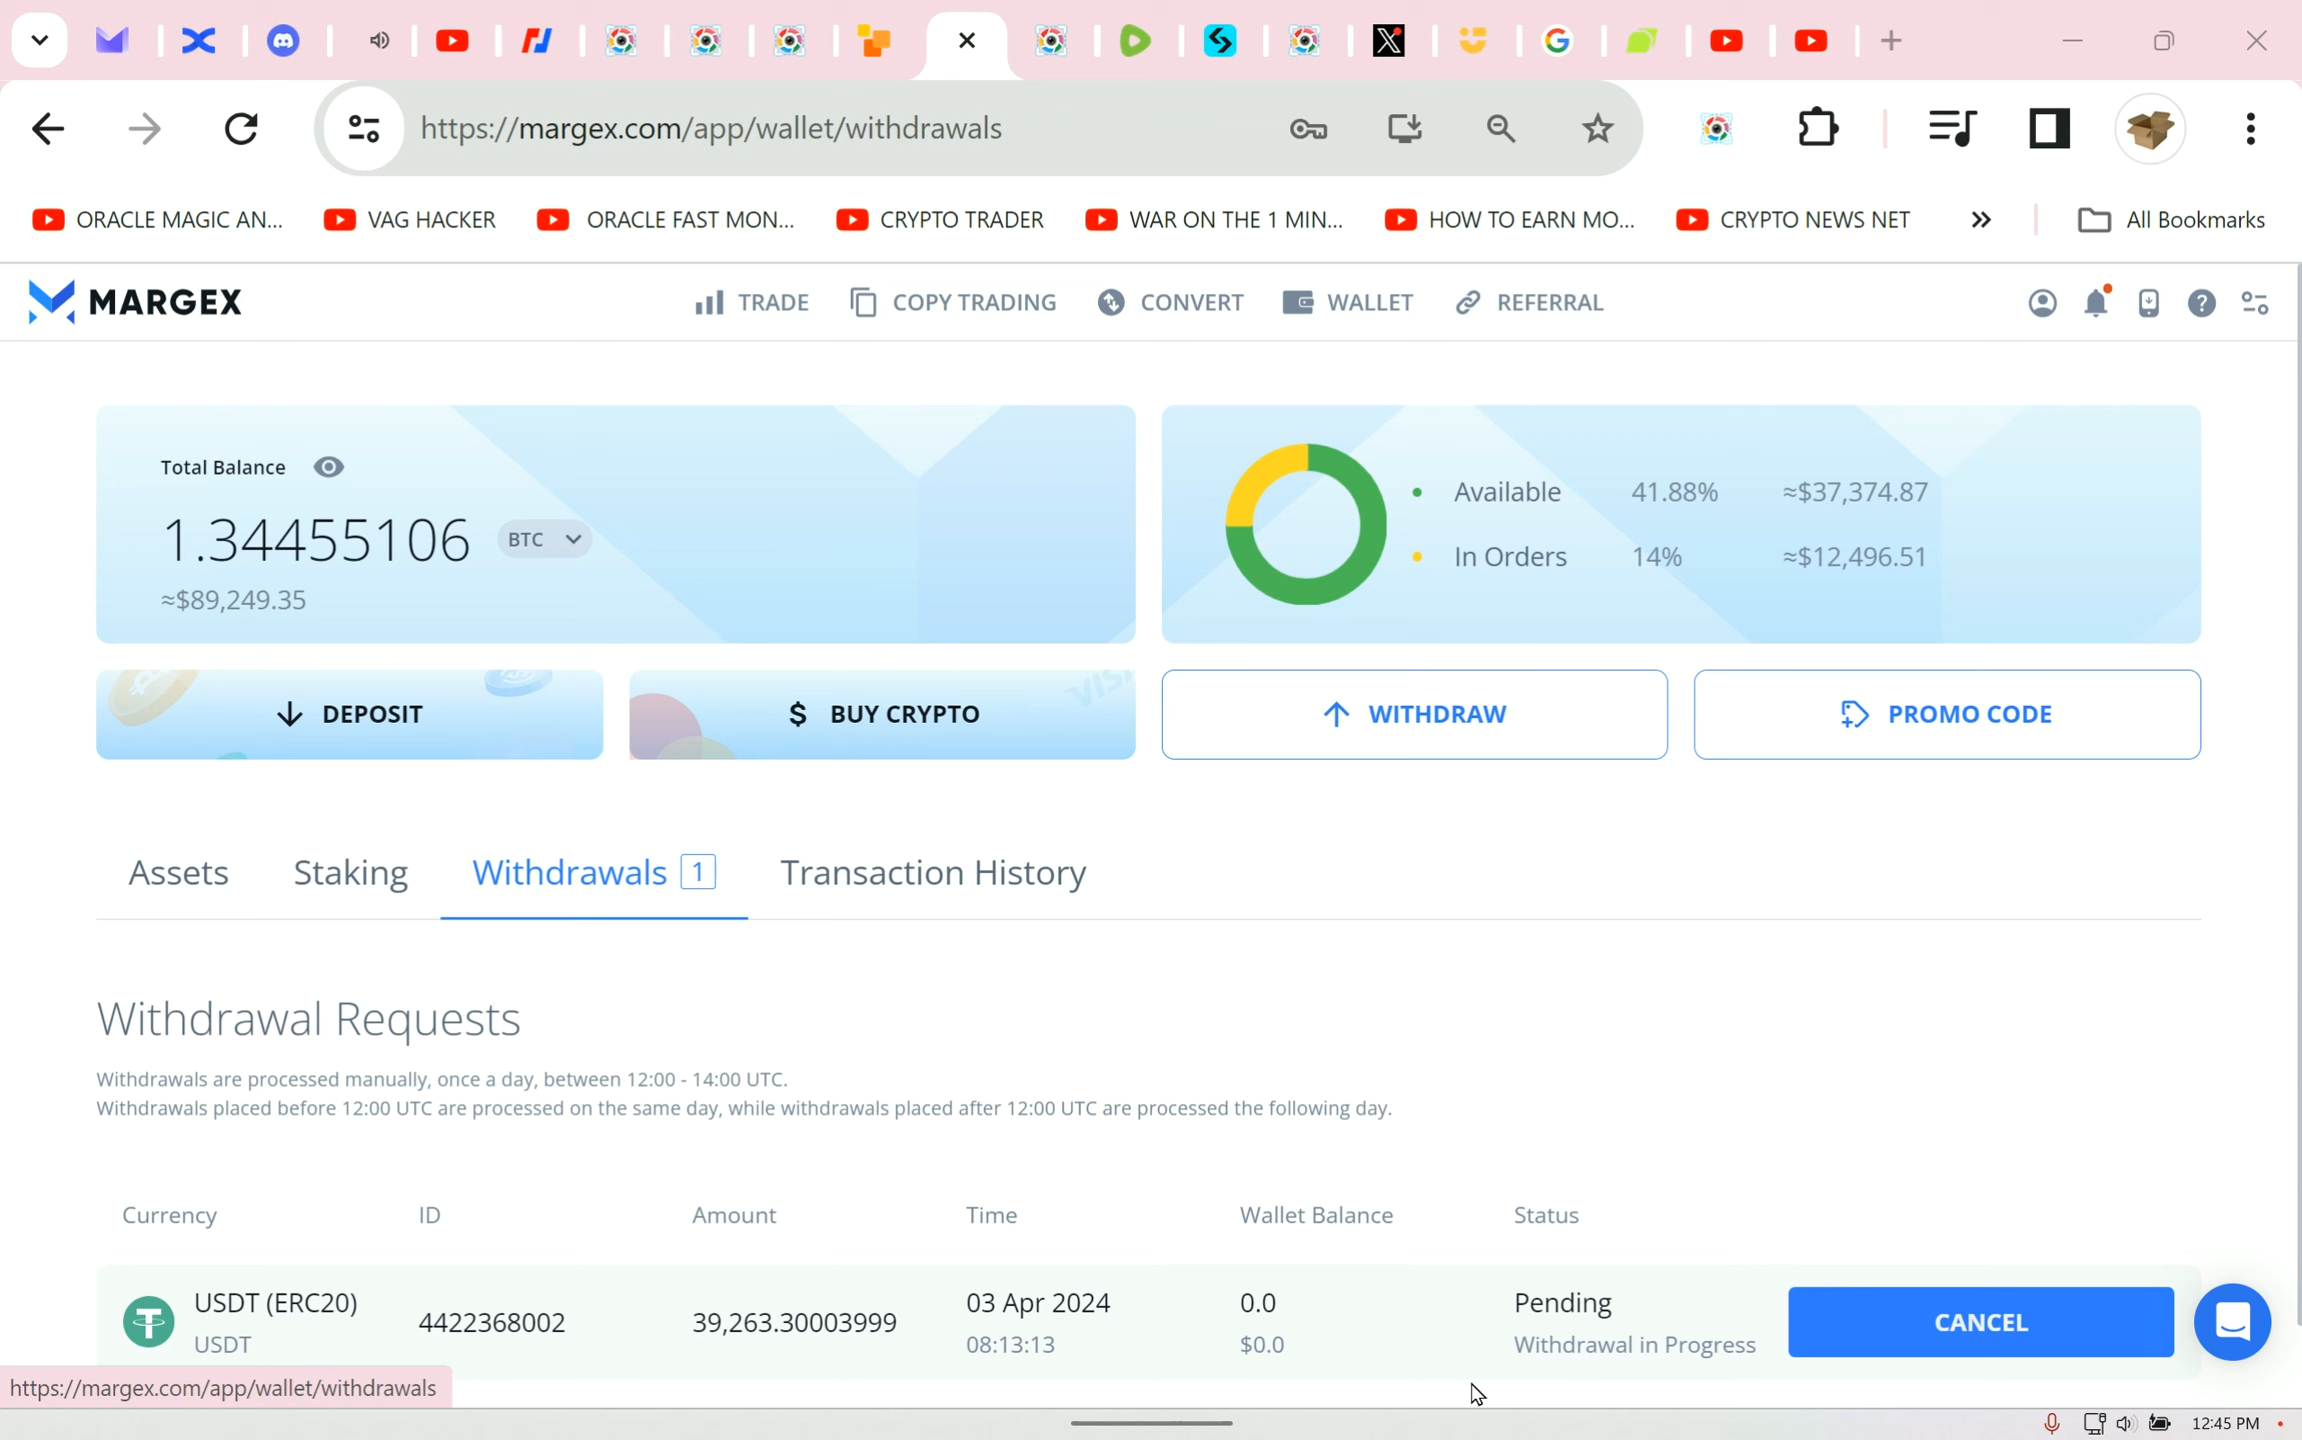 https://margex.com/app/wallet/withdrawals
ORACLE MAGIC AN... VAG HACKER ORACLE FAST MON... CRYPTO TRADER WAR ON THE 1 MIN... HOW TO EARN MO... CRYPTO NEWS NET » All Bookmarks
MARGEX TRADE COPY TRADING CONVERT WALLET REFERRAL
Total Balance
1.34455106 BTC
≈$89,249.35
Available 41.88% ≈$37,374.87
In Orders 14% ≈$12,496.51
DEPOSIT $ BUY CRYPTO VISA WITHDRAW PROMO CODE
Assets Staking Withdrawals 1 Transaction History
Withdrawal Requests
Withdrawals are processed manually, once a day, between 12:00 - 14:00 UTC.
Withdrawals placed before 12:00 UTC are processed on the same day, while withdrawals placed after 12:00 UTC are processed the following day.
Currency ID Amount Time Wallet Balance Status
USDT (ERC20) 4422368002 39,263.30003999 03 Apr 2024 0.0 Pending CANCEL
USDT 08:13:13 $0.0 Withdrawal in Progress
https://margex.com/app/wallet/withdrawals
12:45 PM